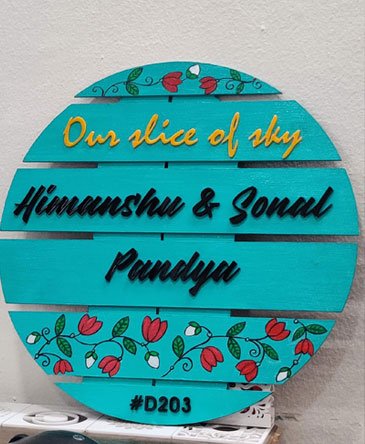 Our slice of sky
Himanshu & Sonal
Pandya
#D203